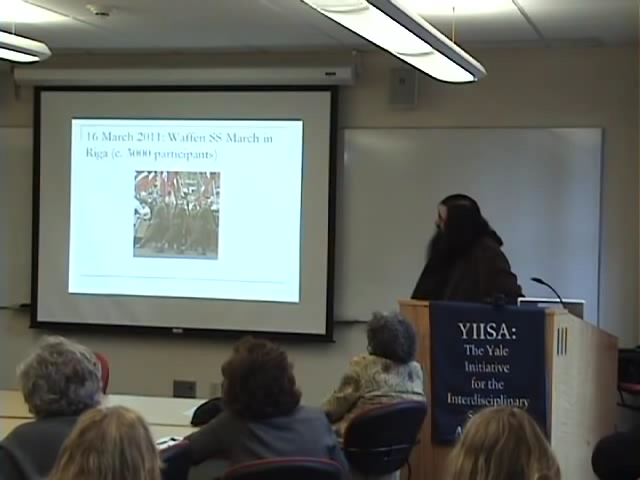 16 March 2011: Waffen SS March in
Riga (c. 3000 participants)
YIISA:
The Yale
Initiative
for the
Interdisciplinary